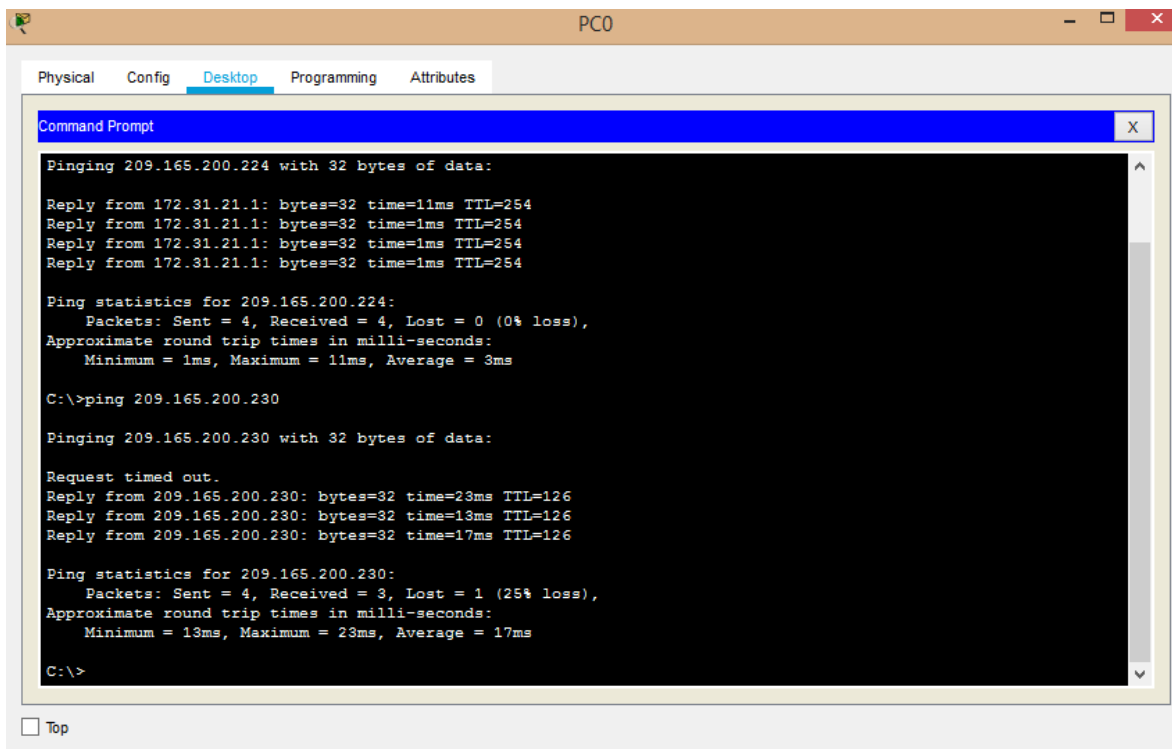 PC0
Physical Config Desktop Programming Attributes
Command Prompt
X
Pinging 209.165.200.224 with 32 bytes of data:
Reply from 172.31.21.1: bytes=32 time=11ms TTL=254
Reply from 172.31.21.1: bytes=32 time=1ms TTL=254
Reply from 172.31.21.1: bytes=32 time=1ms TTL=254
Reply from 172.31.21.1: bytes=32 time=1ms TTL=254
Ping statistics for 209.165.200.224:
Packets: Sent = 4, Received = 4, Lost = 0 (0% loss),
Approximate round trip times in milli-seconds:
Minimum = 1ms, Maximum = 11ms, Average = 3ms
C:\>ping 209.165.200.230
Pinging 209.165.200.230 with 32 bytes of data:
Request timed out.
Reply from 209.165.200.230: bytes=32 time=23ms TTL=126
Reply from 209.165.200.230: bytes=32 time=13ms TTL=126
Reply from 209.165.200.230: bytes=32 time=17ms TTL=126
Ping statistics for 209.165.200.230:
Packets: Sent = 4, Received = 3, Lost = 1 (25% loss),
Approximate round trip times in milli-seconds:
Minimum = 13ms, Maximum = 23ms, Average = 17ms
C:\>
Top